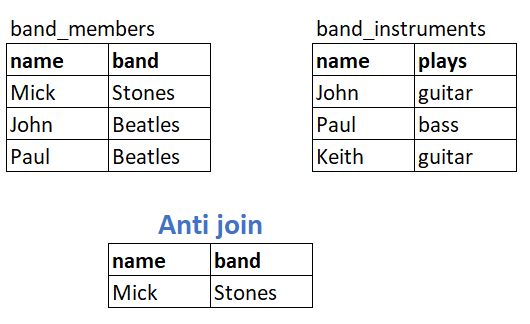 band_members
name band
Mick Stones
John Beatles
Paul Beatles
band_instruments
name plays
John guitar
Paul bass
Keith guitar
Anti join
name band
Mick Stones